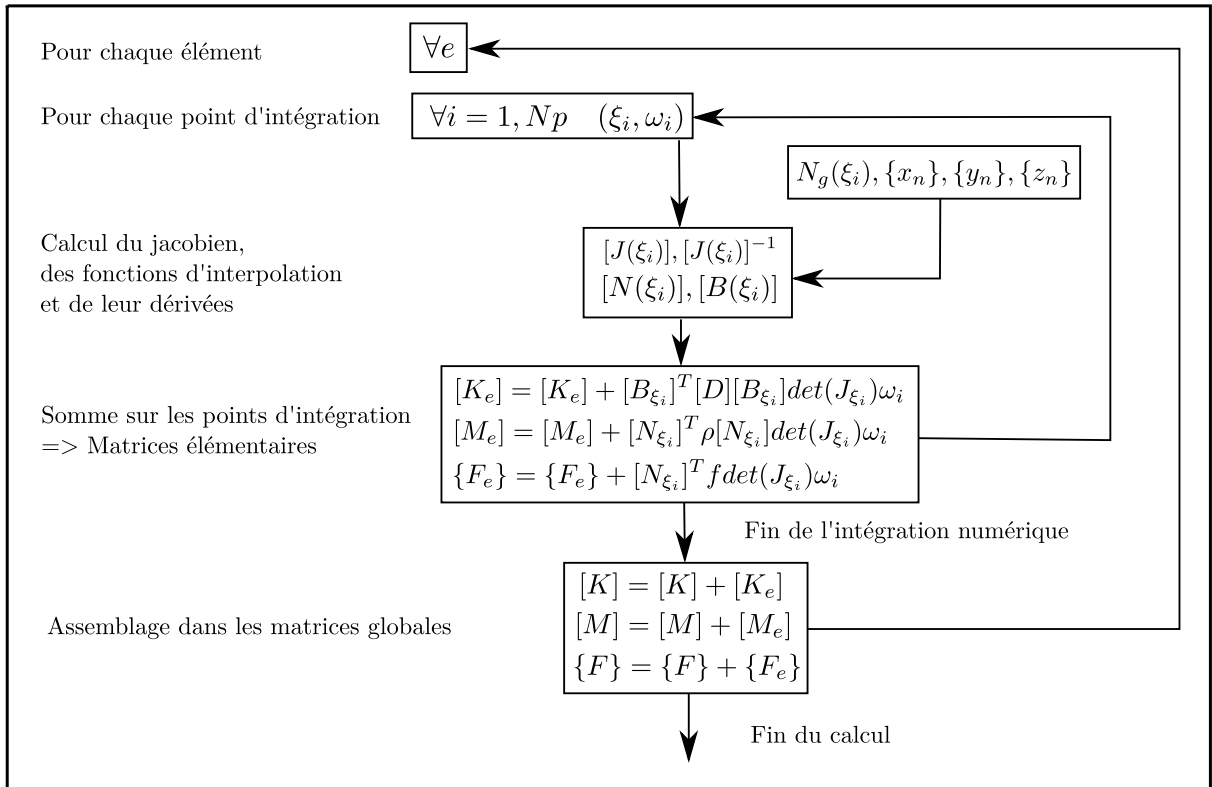 Pour chaque élément
∀e
Pour chaque point d'intégration
∀i = 1, Np (ξ_i, ω_i)
N_g(ξ_i), {x_n}, {y_n}, {z_n}
Calcul du jacobien,
des fonctions d'interpolation
et de leur dérivées
[J(ξ_i)], [J(ξ_i)]^{-1}
[N(ξ_i)], [B(ξ_i)]
Somme sur les points d'intégration
=> Matrices élémentaires
[K_e] = [K_e] + [B_{ξ_i}]^T [D][B_{ξ_i}]det(J_{ξ_i})ω_i
[M_e] = [M_e] + [N_{ξ_i}]^T ρ[N_{ξ_i}]det(J_{ξ_i})ω_i
{F_e} = {F_e} + [N_{ξ_i}]^T fdet(J_{ξ_i})ω_i
Fin de l'intégration numérique
Assemblage dans les matrices globales
[K] = [K] + [K_e]
[M] = [M] + [M_e]
{F} = {F} + {F_e}
Fin du calcul